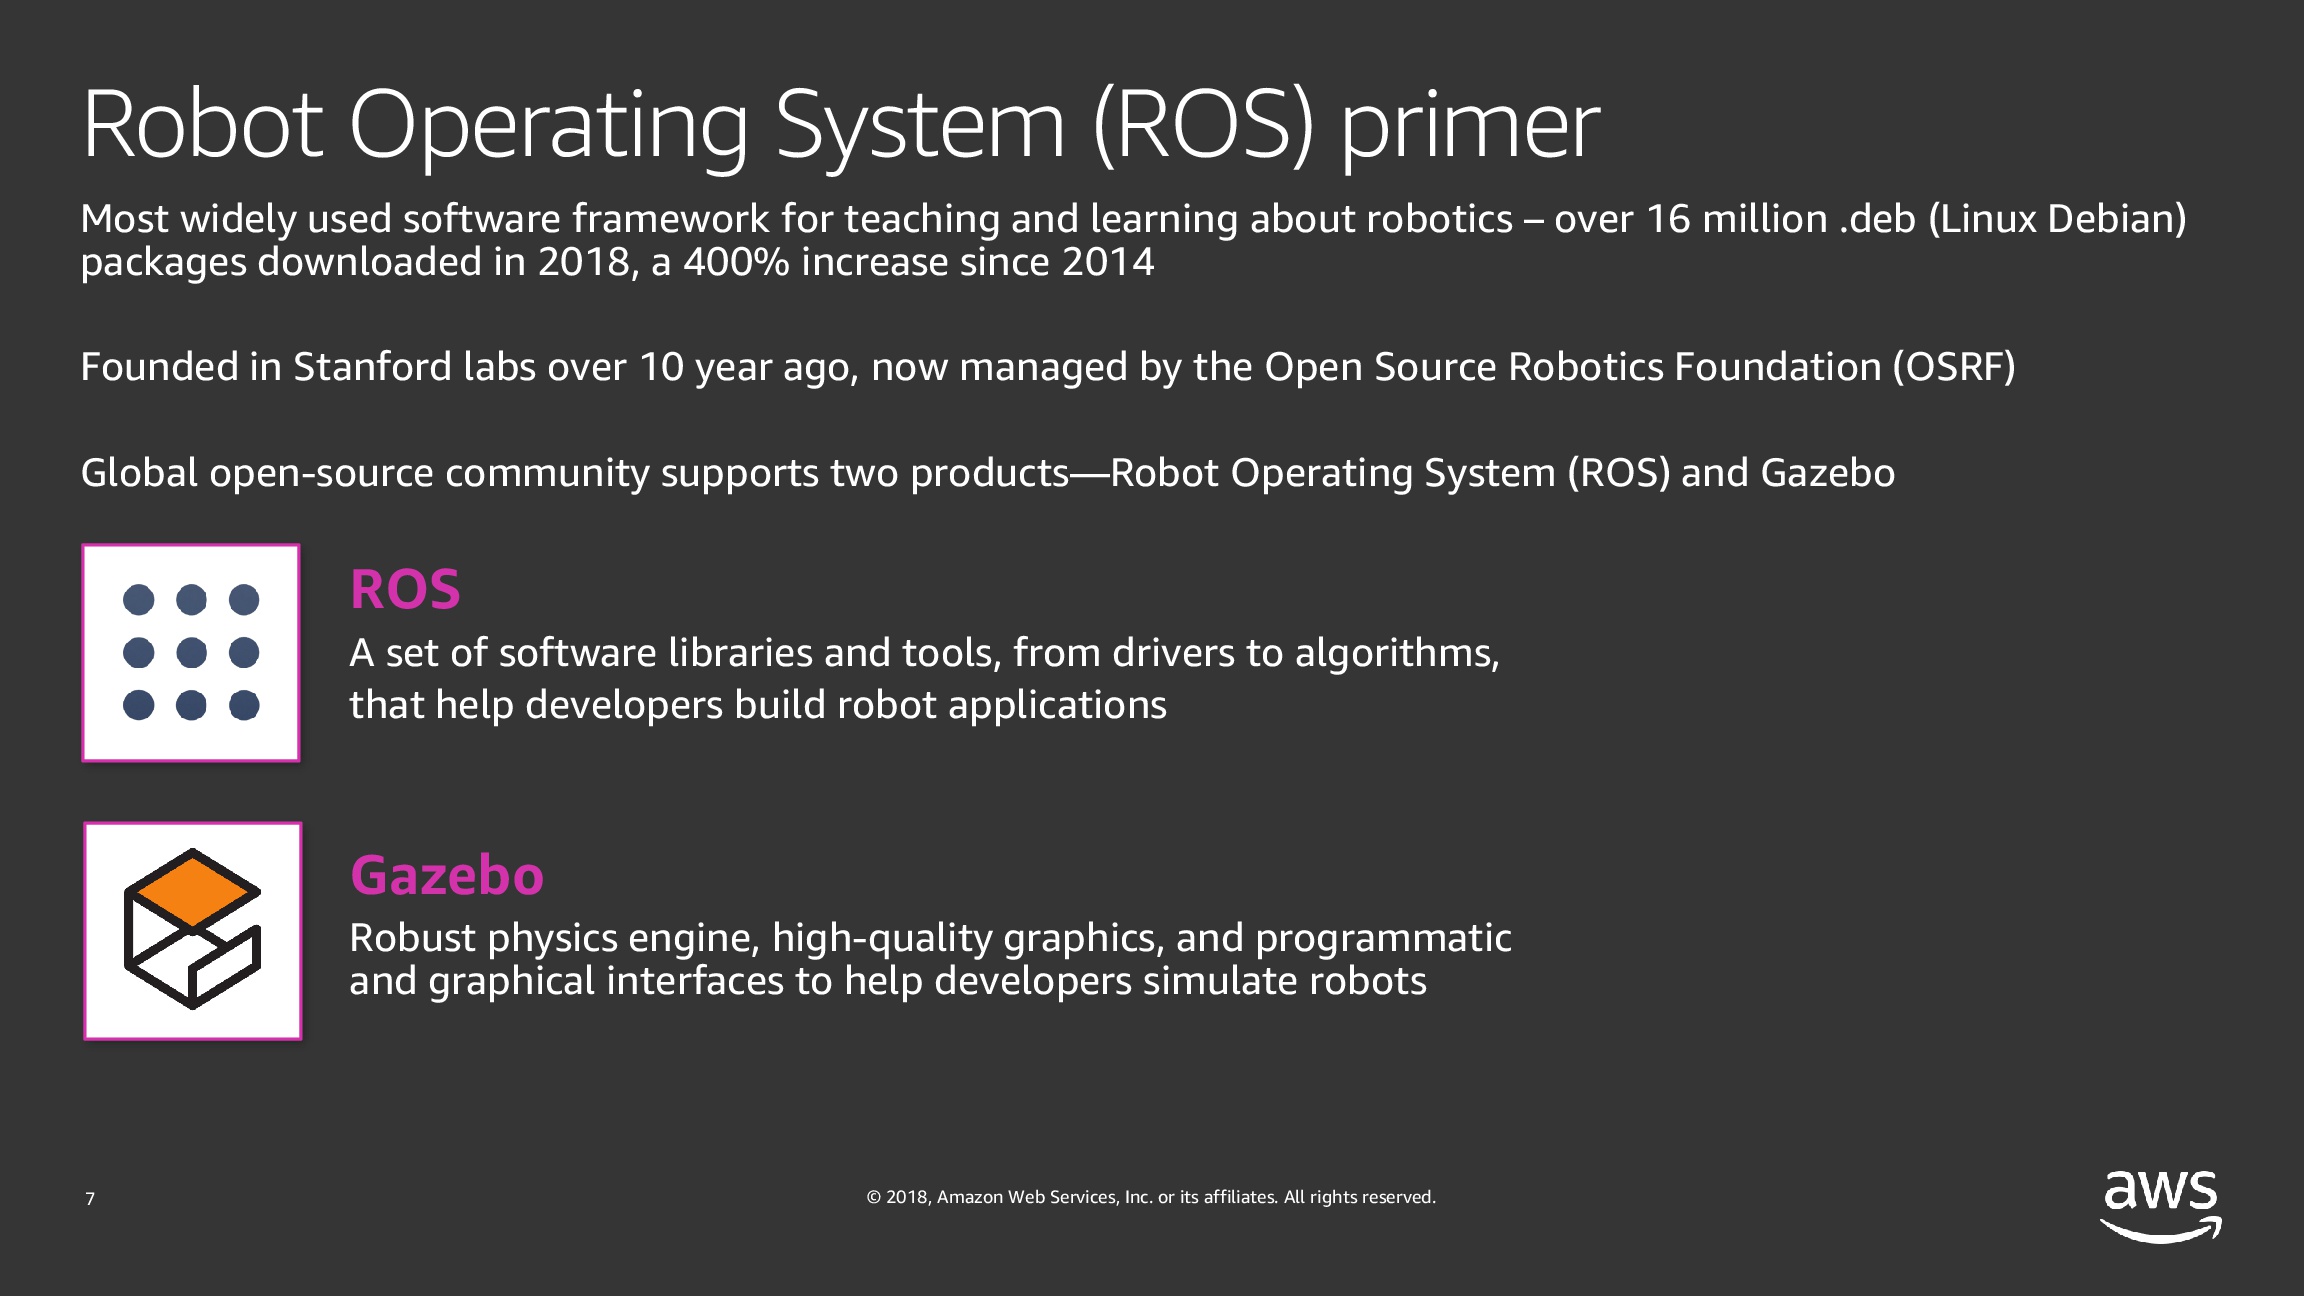 Robot Operating System (ROS) primer
Most widely used software framework for teaching and learning about robotics – over 16 million .deb (Linux Debian)
packages downloaded in 2018, a 400% increase since 2014
Founded in Stanford labs over 10 year ago, now managed by the Open Source Robotics Foundation (OSRF)
Global open-source community supports two products—Robot Operating System (ROS) and Gazebo
ROS
A set of software libraries and tools, from drivers to algorithms,
that help developers build robot applications
Gazebo
Robust physics engine, high-quality graphics, and programmatic
and graphical interfaces to help developers simulate robots
7
© 2018, Amazon Web Services, Inc. or its affiliates. All rights reserved.
aws